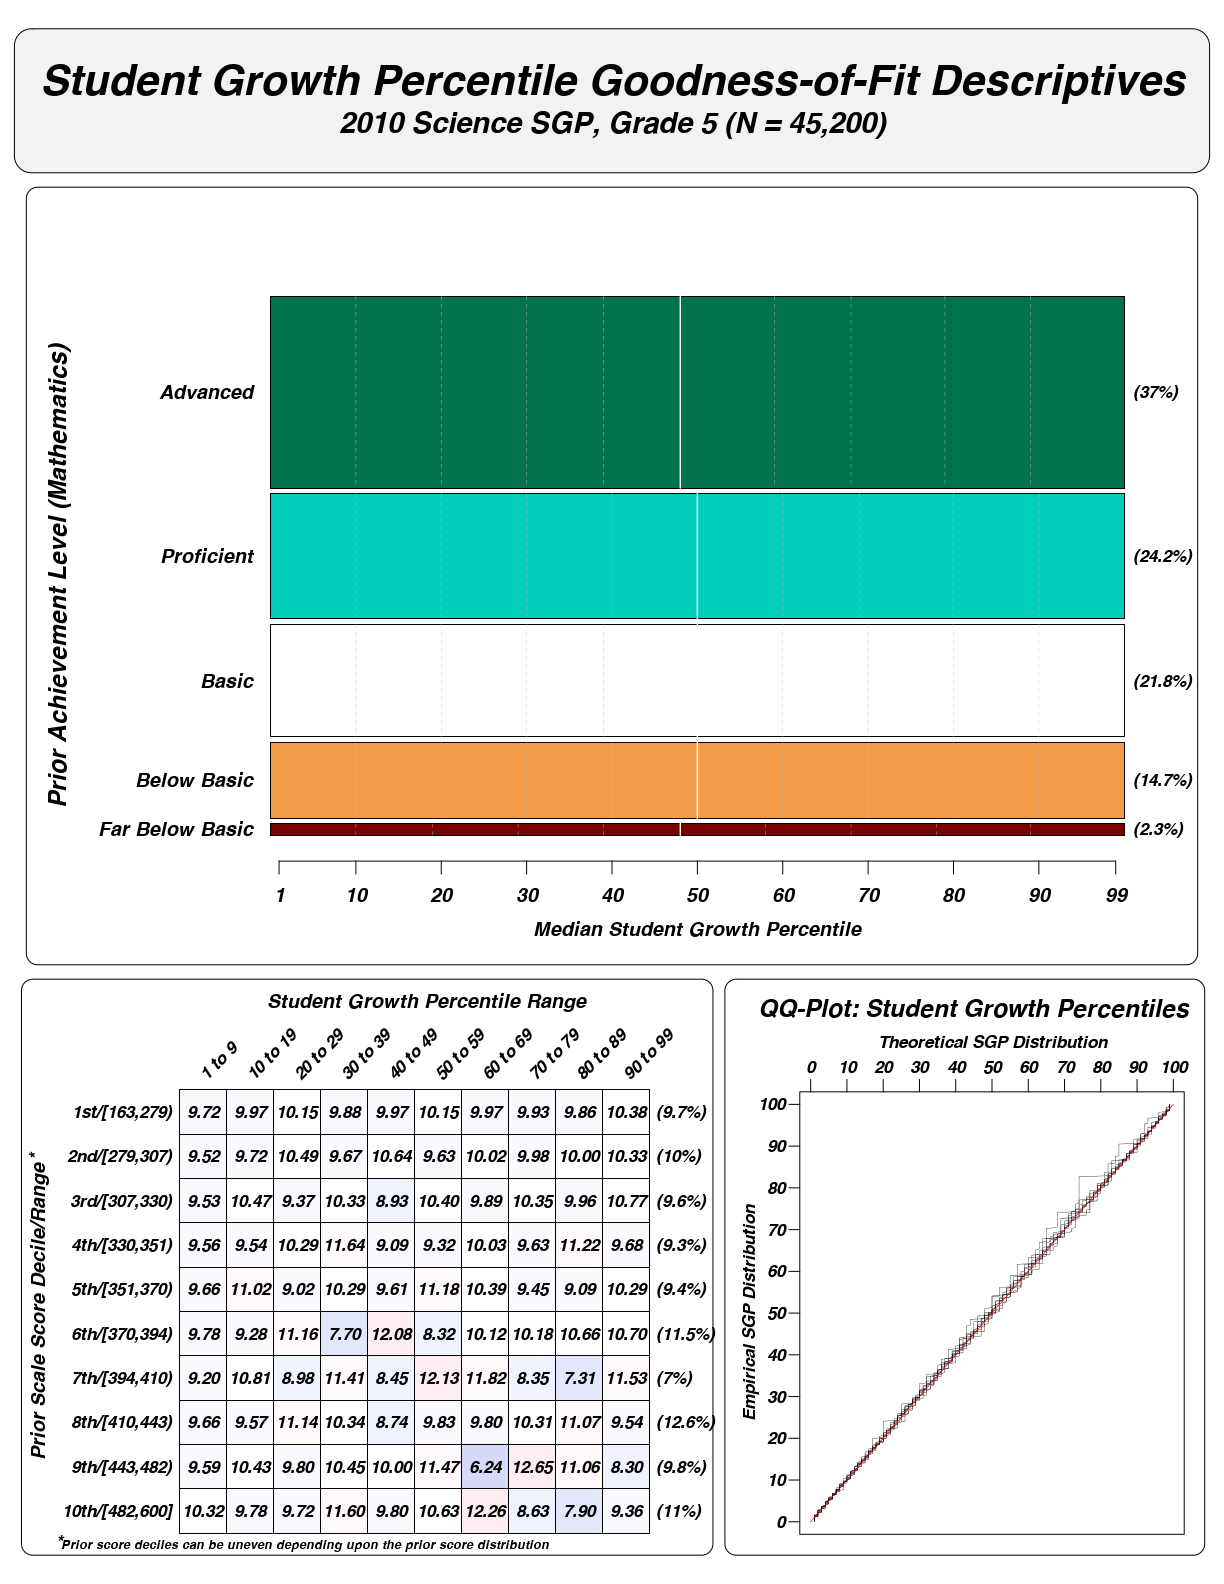 Student Growth Percentile Goodness-of-Fit Descriptives
2010 Science SGP, Grade 5 (N = 45,200)
Prior Achievement Level (Mathematics)
Advanced (37%)
Proficient (24.2%)
Basic (21.8%)
Below Basic (14.7%)
Far Below Basic (2.3%)
1 10 20 30 40 50 60 70 80 90 99
Median Student Growth Percentile
Student Growth Percentile Range
1 to 9 10 to 19 20 to 29 30 to 39 40 to 49 50 to 59 60 to 69 70 to 79 80 to 89 90 to 99
Prior Scale Score Decile/Range*
1st/[163,279) 9.72 9.97 10.15 9.88 9.97 10.15 9.97 9.93 9.86 10.38 (9.7%)
2nd/[279,307) 9.52 9.72 10.49 9.67 10.64 9.63 10.02 9.98 10.00 10.33 (10%)
3rd/[307,330) 9.53 10.47 9.37 10.33 8.93 10.40 9.89 10.35 9.96 10.77 (9.6%)
4th/[330,351) 9.56 9.54 10.29 11.64 9.09 9.32 10.03 9.63 11.22 9.68 (9.3%)
5th/[351,370) 9.66 11.02 9.02 10.29 9.61 11.18 10.39 9.45 9.09 10.29 (9.4%)
6th/[370,394) 9.78 9.28 11.16 7.70 12.08 8.32 10.12 10.18 10.66 10.70 (11.5%)
7th/[394,410) 9.20 10.81 8.98 11.41 8.45 12.13 11.82 8.35 7.31 11.53 (7%)
8th/[410,443) 9.66 9.57 11.14 10.34 8.74 9.83 9.80 10.31 11.07 9.54 (12.6%)
9th/[443,482) 9.59 10.43 9.80 10.45 10.00 11.47 6.24 12.65 11.06 8.30 (9.8%)
10th/[482,600] 10.32 9.78 9.72 11.60 9.80 10.63 12.26 8.63 7.90 9.36 (11%)
*Prior score deciles can be uneven depending upon the prior score distribution
QQ-Plot: Student Growth Percentiles
Theoretical SGP Distribution
0 10 20 30 40 50 60 70 80 90 100
Empirical SGP Distribution
100
90
80
70
60
50
40
30
20
10
0